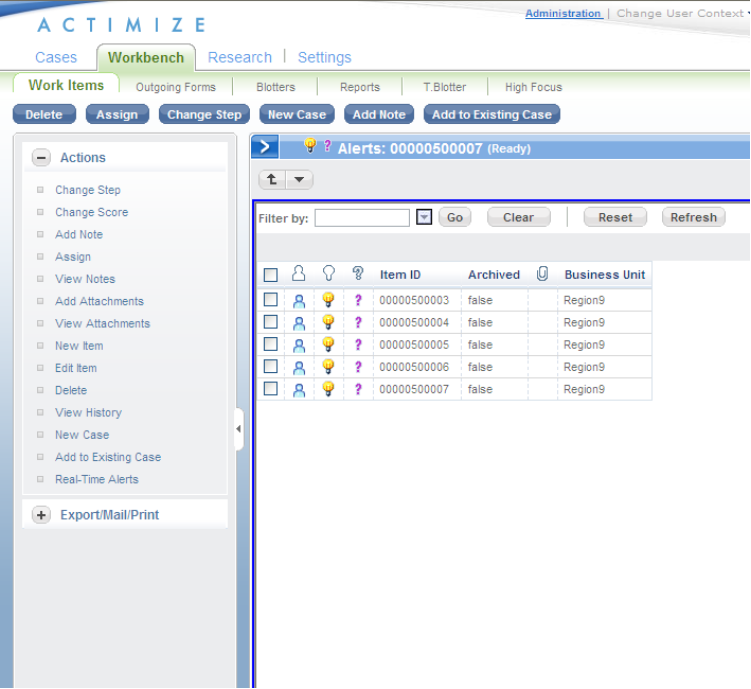 ACTIMIZE
Administration | Change User Context
Cases Workbench Research | Settings
Work Items Outgoing Forms Blotters Reports T.Blotter High Focus
Delete Assign Change Step New Case Add Note Add to Existing Case
Actions
Change Step
Change Score
Add Note
Assign
View Notes
Add Attachments
View Attachments
New Item
Edit Item
Delete
View History
New Case
Add to Existing Case
Real-Time Alerts
Export/Mail/Print
? Alerts: 00000500007 (Ready)
Filter by: Go Clear Reset Refresh
? Item ID Archived Business Unit
? 00000500003 false Region9
? 00000500004 false Region9
? 00000500005 false Region9
? 00000500006 false Region9
? 00000500007 false Region9